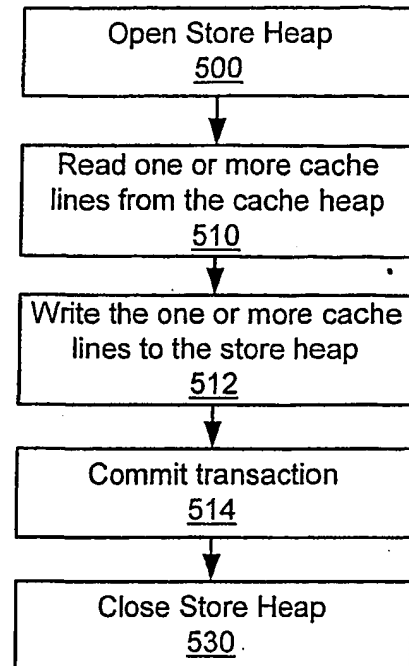 Open Store Heap
500
Read one or more cache
lines from the cache heap
510
Write the one or more cache
lines to the store heap
512
Commit transaction
514
Close Store Heap
530